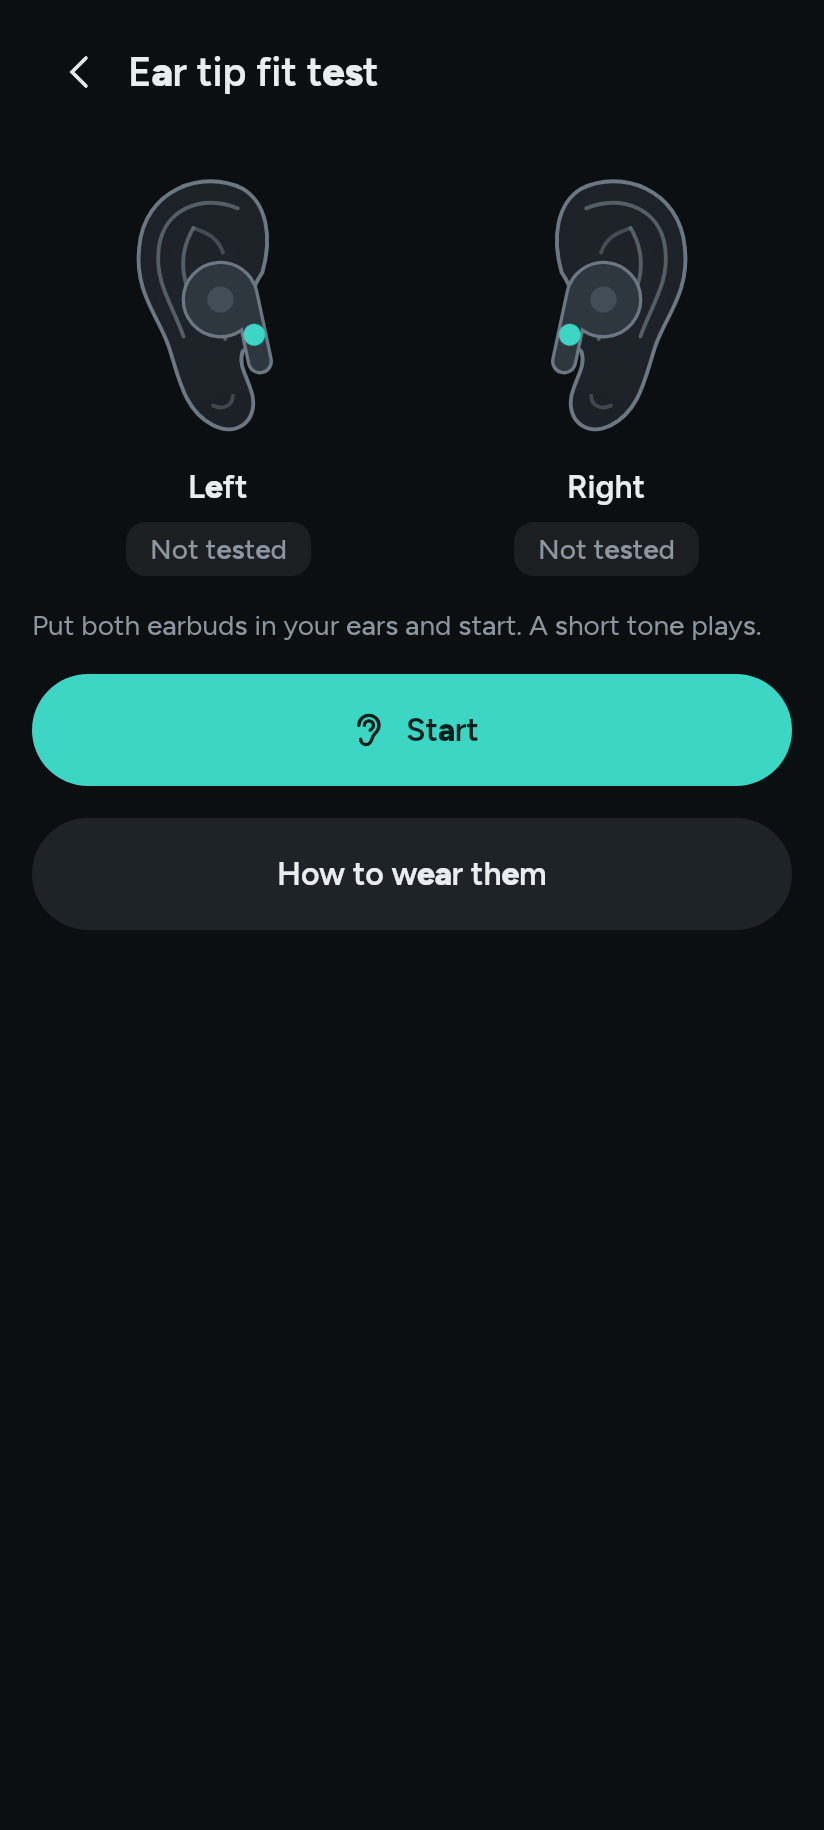 Ear tip fit test
Left
Right
Not tested
Not tested
Put both earbuds in your ears and start. A short tone plays.
Start
How to wear them